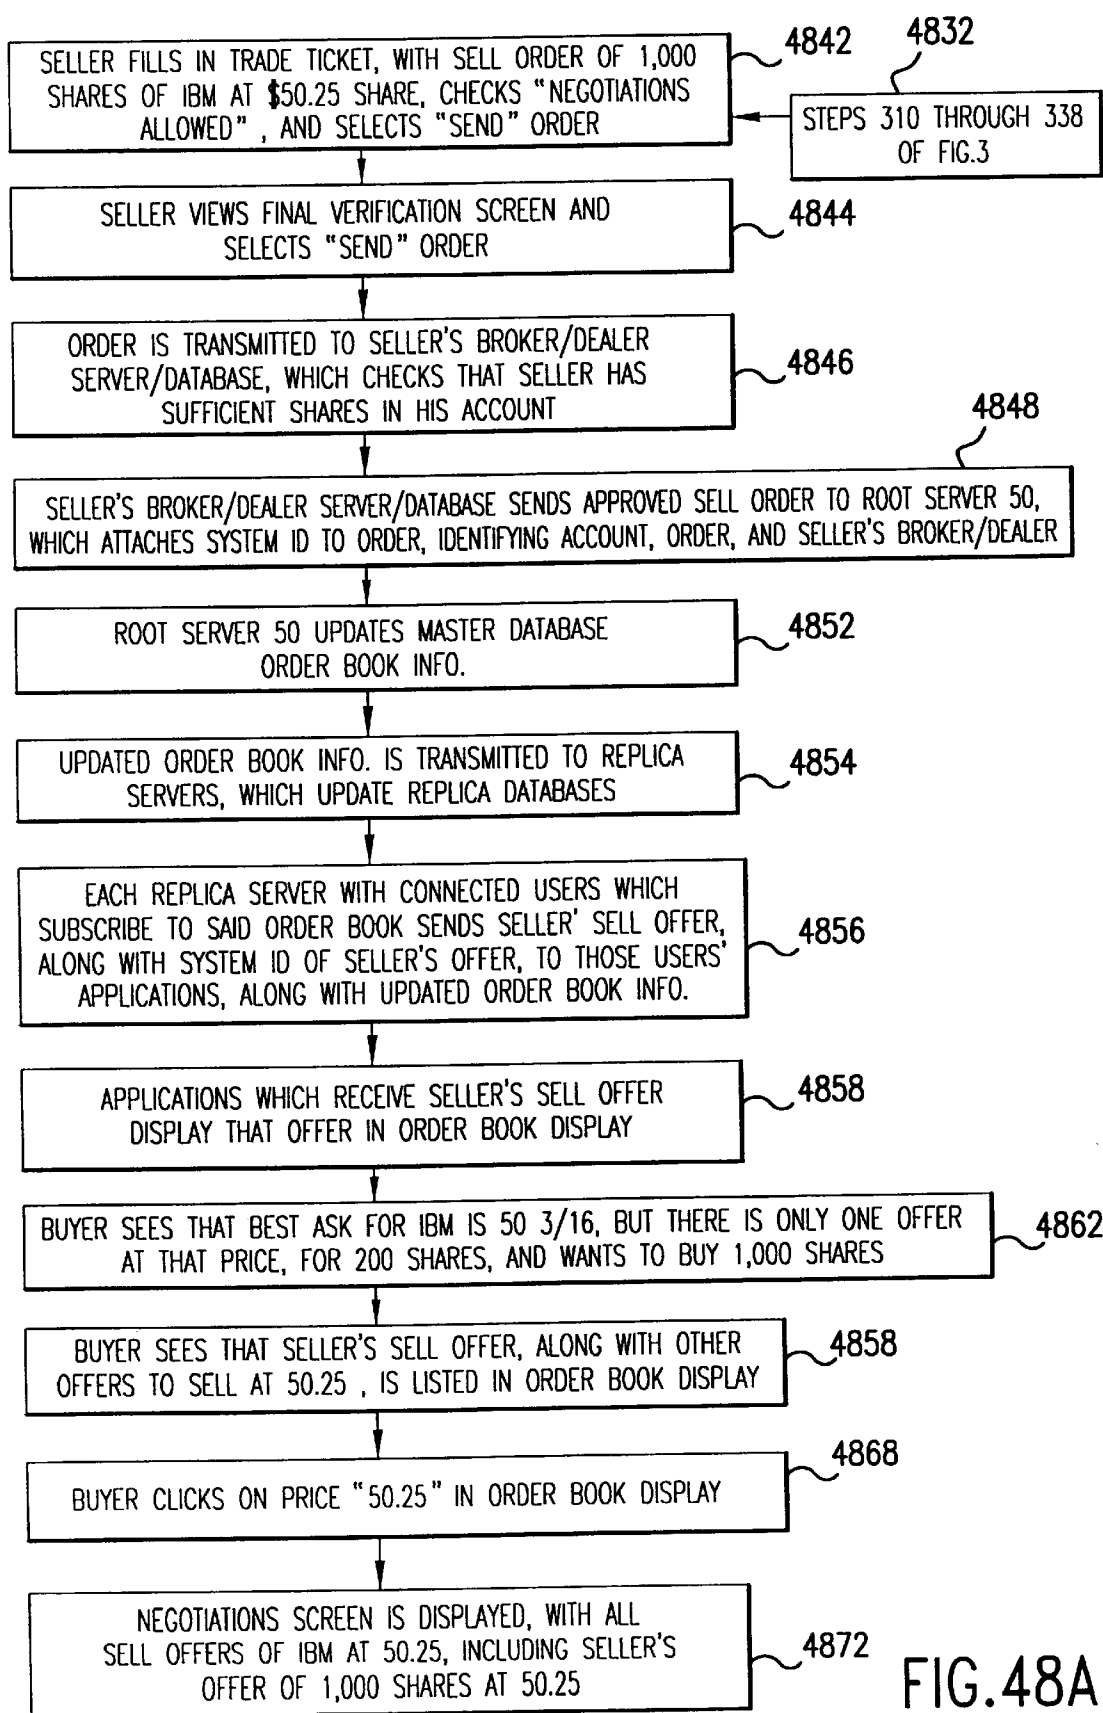 4842
SELLER FILLS IN TRADE TICKET, WITH SELL ORDER OF 1,000
SHARES OF IBM AT $50.25 SHARE, CHECKS “NEGOTIATIONS
ALLOWED” , AND SELECTS “SEND” ORDER
4832
STEPS 310 THROUGH 338
OF FIG.3
SELLER VIEWS FINAL VERIFICATION SCREEN AND
SELECTS “SEND” ORDER
4844
ORDER IS TRANSMITTED TO SELLER'S BROKER/DEALER
SERVER/DATABASE, WHICH CHECKS THAT SELLER HAS
SUFFICIENT SHARES IN HIS ACCOUNT
4846
4848
SELLER'S BROKER/DEALER SERVER/DATABASE SENDS APPROVED SELL ORDER TO ROOT SERVER 50,
WHICH ATTACHES SYSTEM ID TO ORDER, IDENTIFYING ACCOUNT, ORDER, AND SELLER'S BROKER/DEALER
ROOT SERVER 50 UPDATES MASTER DATABASE
ORDER BOOK INFO.
4852
UPDATED ORDER BOOK INFO. IS TRANSMITTED TO REPLICA
SERVERS, WHICH UPDATE REPLICA DATABASES
4854
EACH REPLICA SERVER WITH CONNECTED USERS WHICH
SUBSCRIBE TO SAID ORDER BOOK SENDS SELLER' SELL OFFER,
ALONG WITH SYSTEM ID OF SELLER'S OFFER, TO THOSE USERS'
APPLICATIONS, ALONG WITH UPDATED ORDER BOOK INFO.
4856
APPLICATIONS WHICH RECEIVE SELLER'S SELL OFFER
DISPLAY THAT OFFER IN ORDER BOOK DISPLAY
4858
BUYER SEES THAT BEST ASK FOR IBM IS 50 3/16, BUT THERE IS ONLY ONE OFFER
AT THAT PRICE, FOR 200 SHARES, AND WANTS TO BUY 1,000 SHARES
4862
BUYER SEES THAT SELLER'S SELL OFFER, ALONG WITH OTHER
OFFERS TO SELL AT 50.25 , IS LISTED IN ORDER BOOK DISPLAY
4858
BUYER CLICKS ON PRICE “50.25” IN ORDER BOOK DISPLAY
4868
NEGOTIATIONS SCREEN IS DISPLAYED, WITH ALL
SELL OFFERS OF IBM AT 50.25, INCLUDING SELLER'S
OFFER OF 1,000 SHARES AT 50.25
4872
FIG.48A